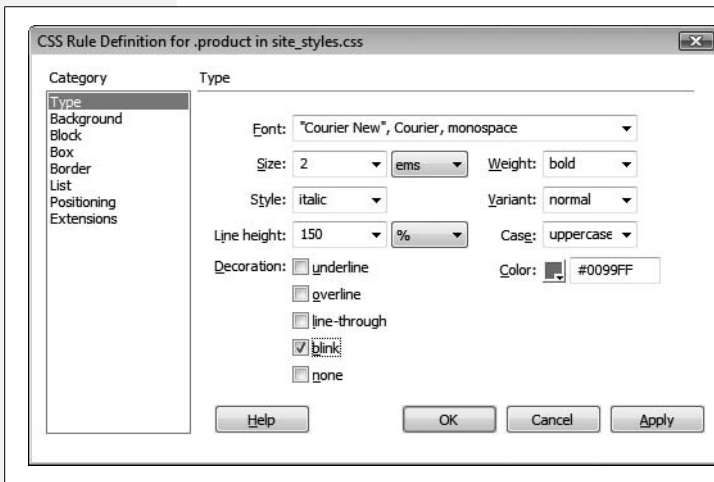 CSS Rule Definition for .product in site_styles.css
Category
Type
Background
Block
Box
Border
List
Positioning
Extensions
Type
Font: "Courier New", Courier, monospace
Size: 2 ems Weight: bold
Style: italic Variant: normal
Line height: 150 % Case: uppercase
Decoration: underline Color: #0099FF
overline
line-through
blink
none
Help OK Cancel Apply